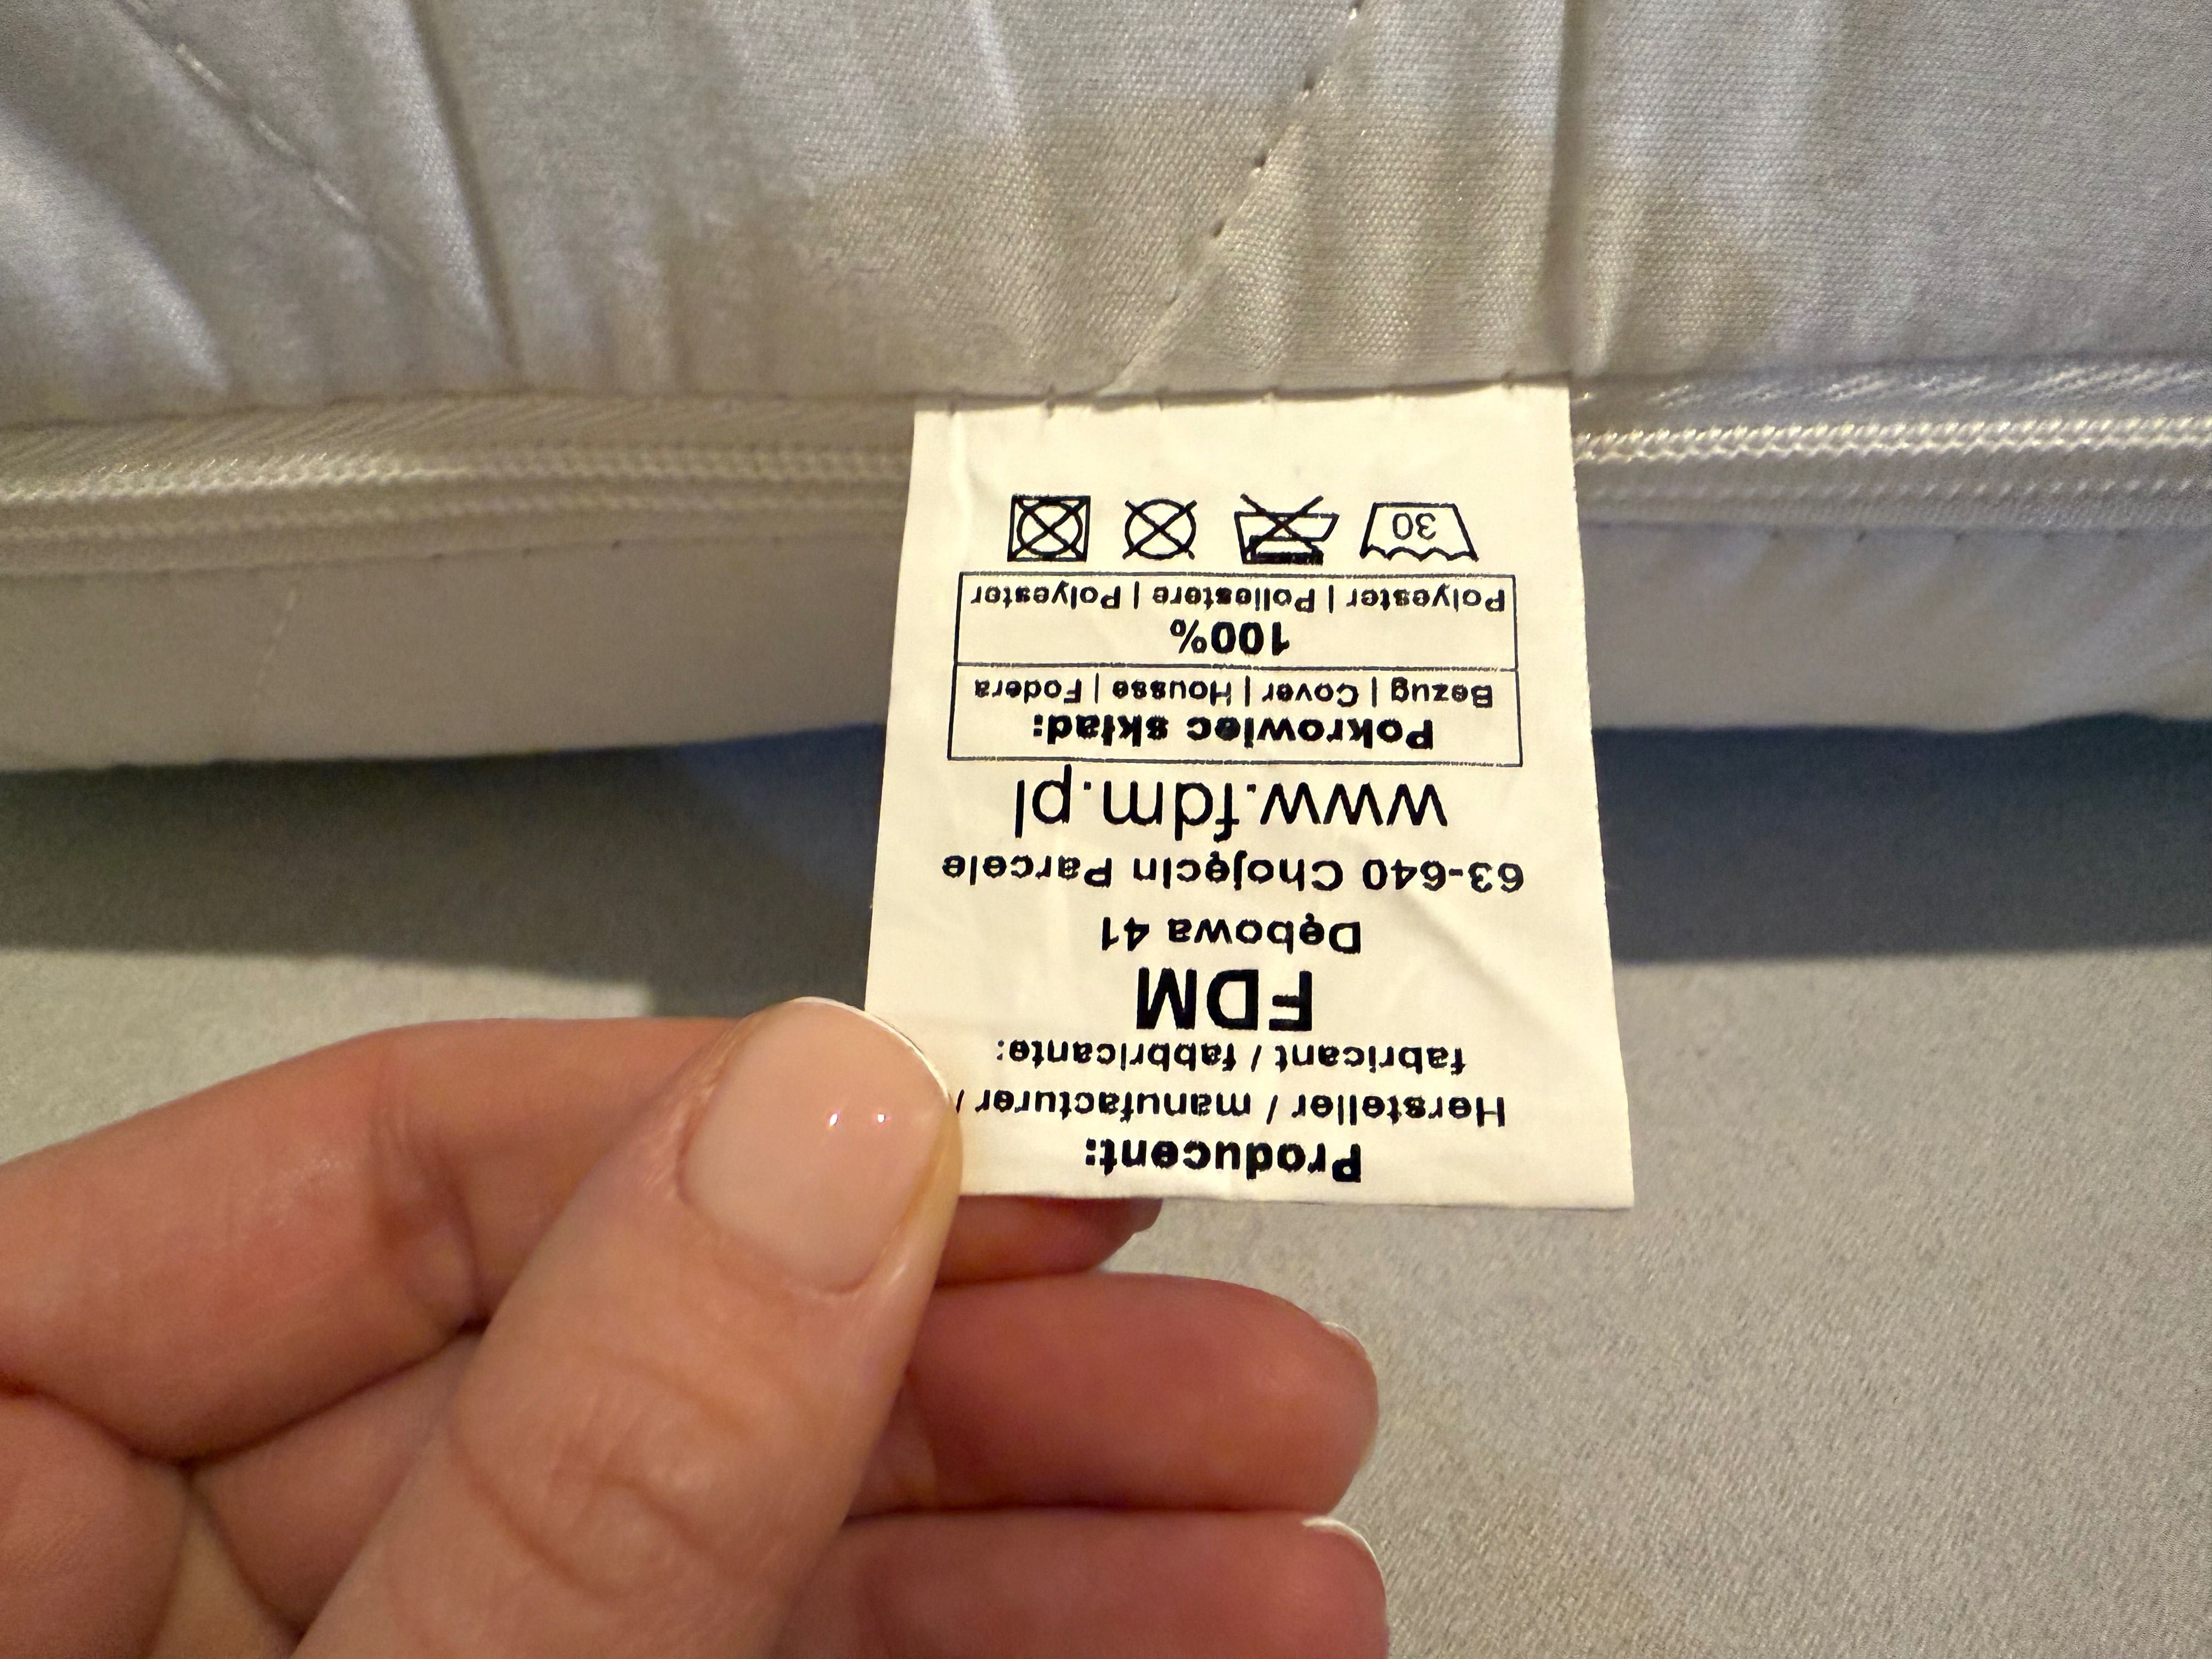 Producent:
Hersteller / manufacturer /
fabricant / fabbricante:
FDM
Dębowa 41
63-640 Chojęcin Parcele
www.fdm.pl
Pokrowiec skład:
Bezug | Cover | Housse | Fodera
100%
Polyester | Poliestere | Polyester
30